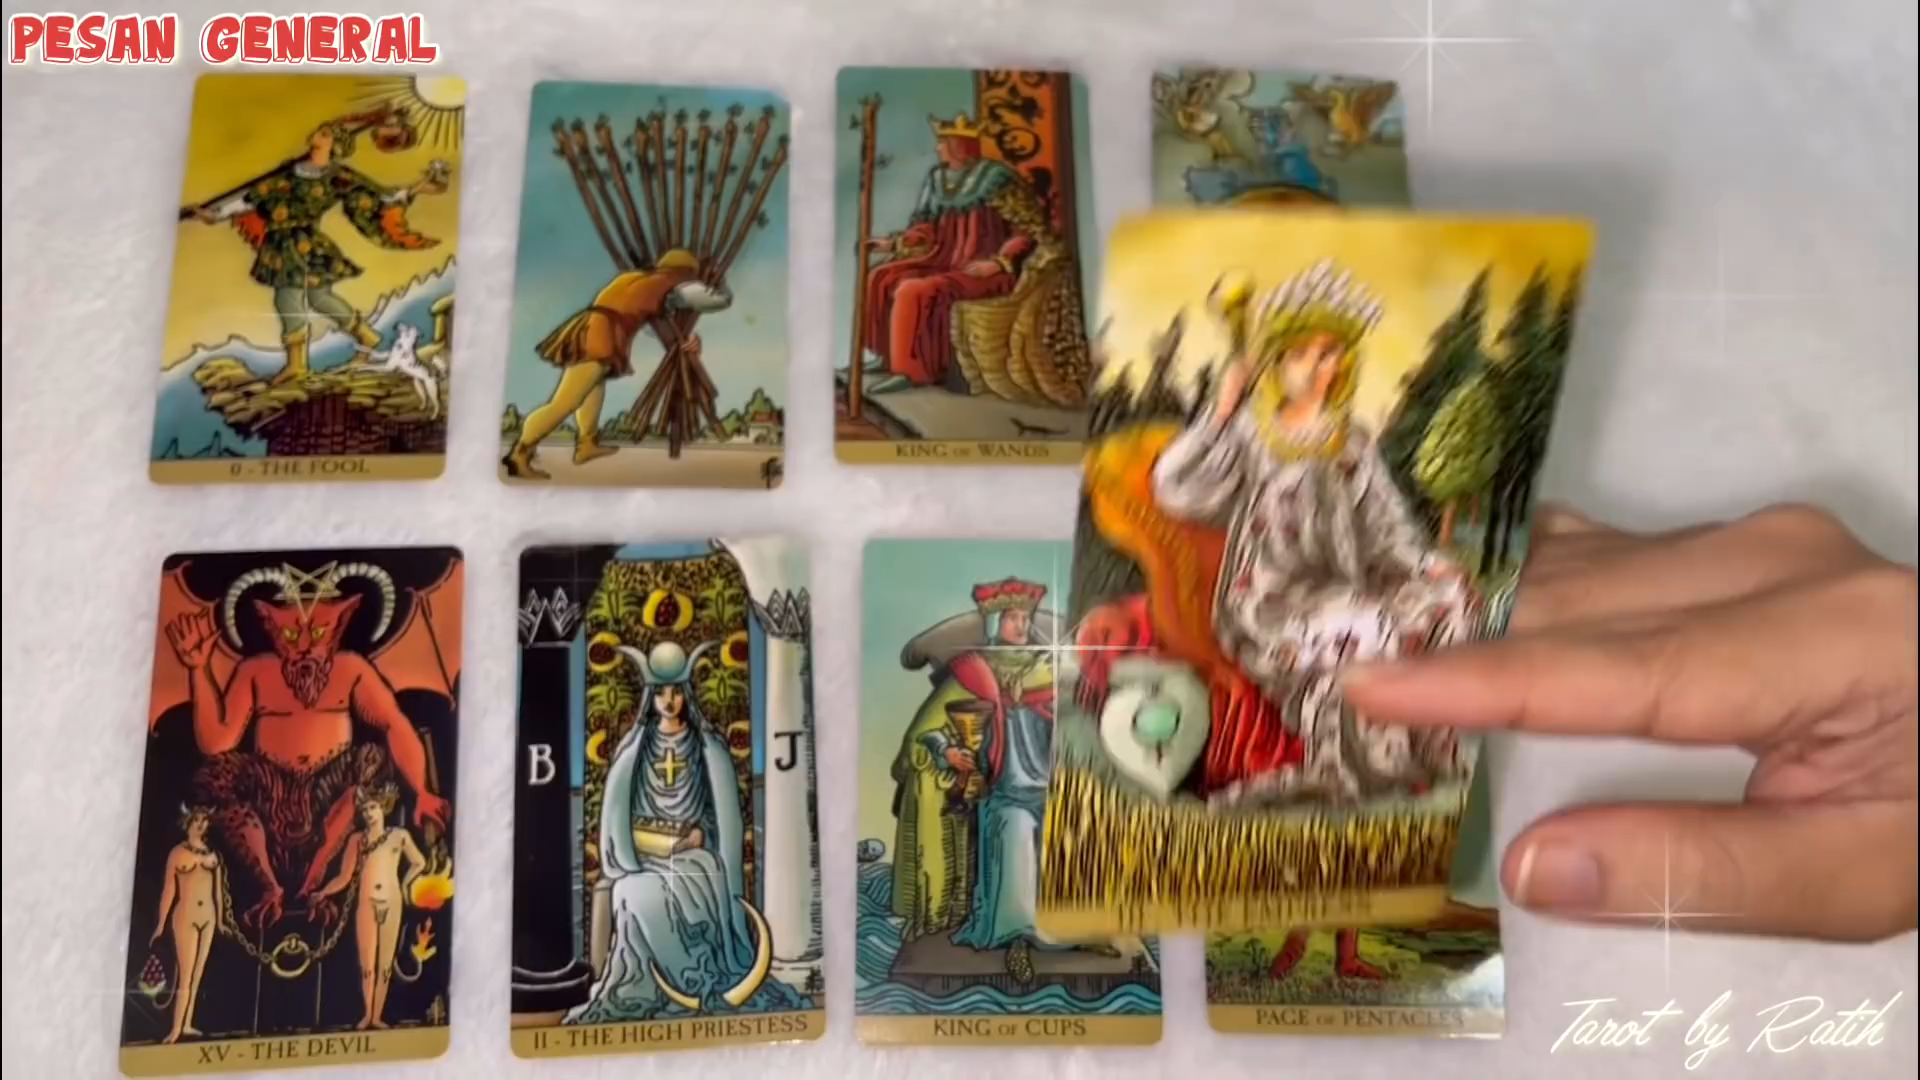 PESAN GENERAL
0 - THE FOOL
KING OF WANDS
B
J
XV - THE DEVIL
II - THE HIGH PRIESTESS
KING OF CUPS
PAGE OF PENTACLES
Tarot by Ratih